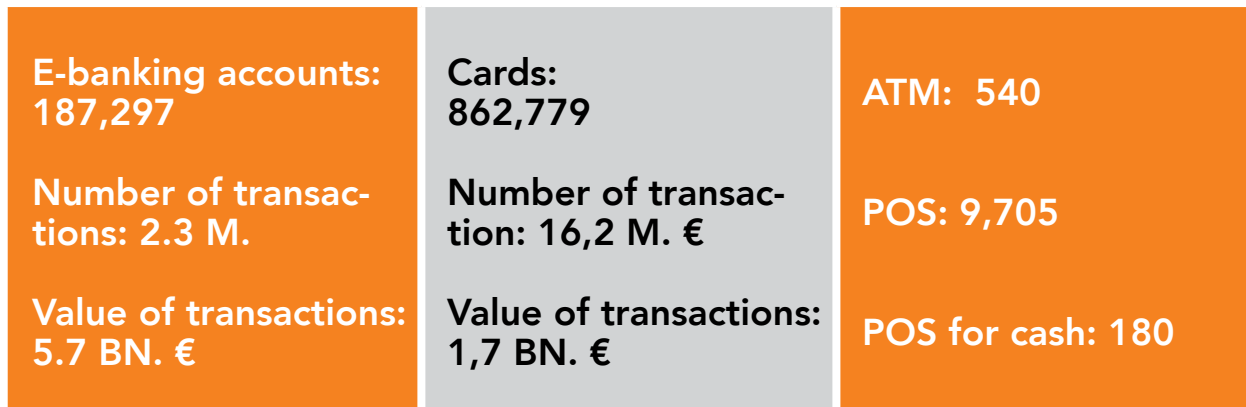 E-banking accounts:
187,297
Number of transac-
tions: 2.3 M.
Value of transactions:
5.7 BN. €
Cards:
862,779
Number of transac-
tion: 16,2 M. €
Value of transactions:
1,7 BN. €
ATM:  540
POS: 9,705
POS for cash: 180